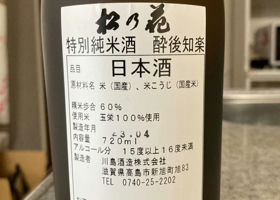 松乃花
特別純米酒 酔後知楽
品目 日本酒
原材料名 米（国産）、米こうじ（国産米）
精米歩合 60%
使用米 玉栄100%使用
製造年月 23.04
内容量 720ml
アルコール分 15度以上16度未満
製造者 川島酒造株式会社
滋賀県高島市新旭町旭83
TEL 0740-25-2202